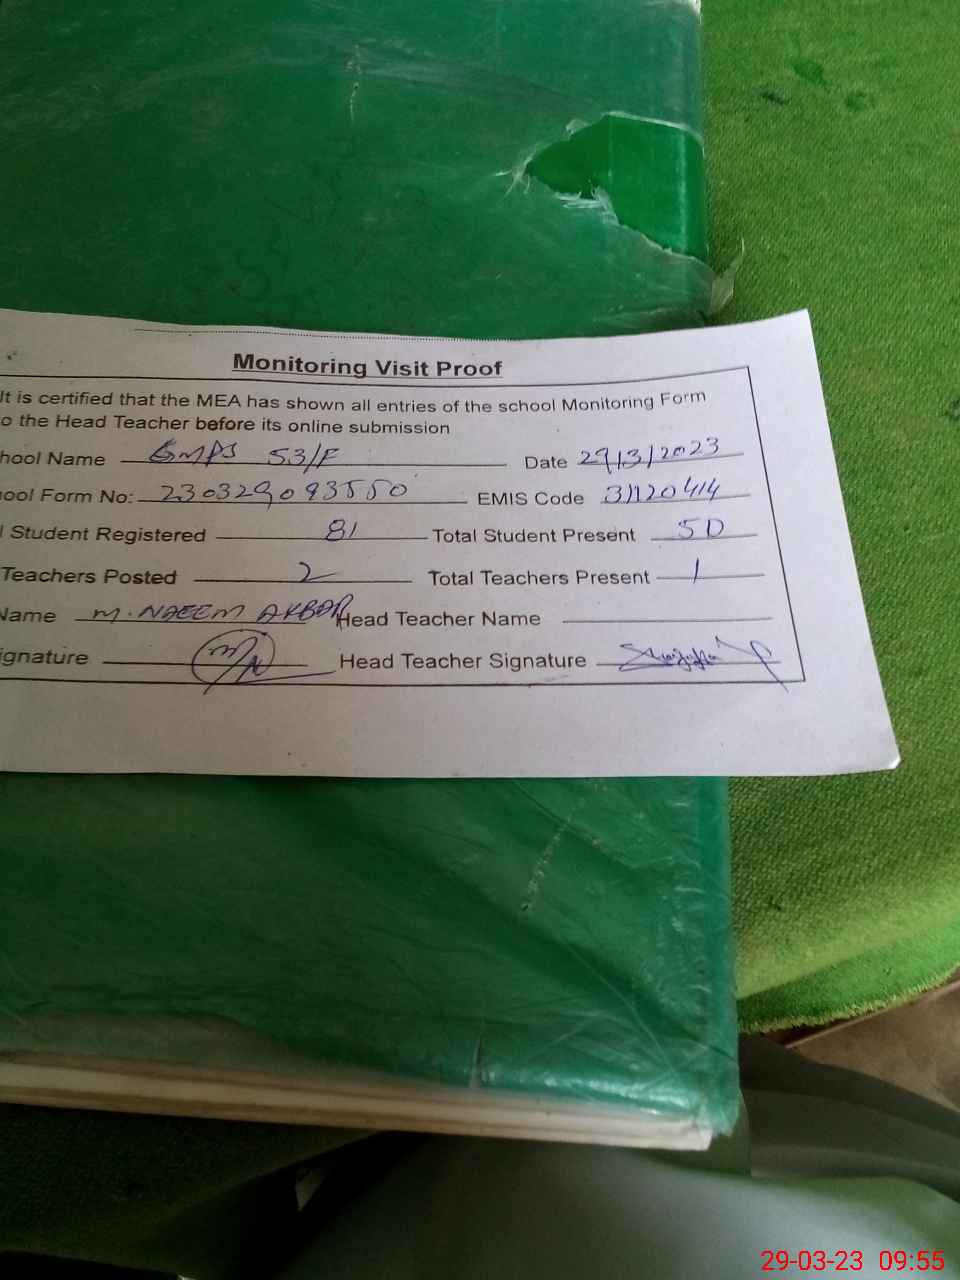 Monitoring Visit Proof
It is certified that the MEA has shown all entries of the school Monitoring Form
o the Head Teacher before its online submission
hool Name GMPS 53/F Date 29/3/2023
ool Form No: 230329093550 EMIS Code 31120414
l Student Registered 81 Total Student Present 50
Teachers Posted 2 Total Teachers Present 1
Name M. NAEEM AKBAR Head Teacher Name
ignature Head Teacher Signature
29-03-23 09:55